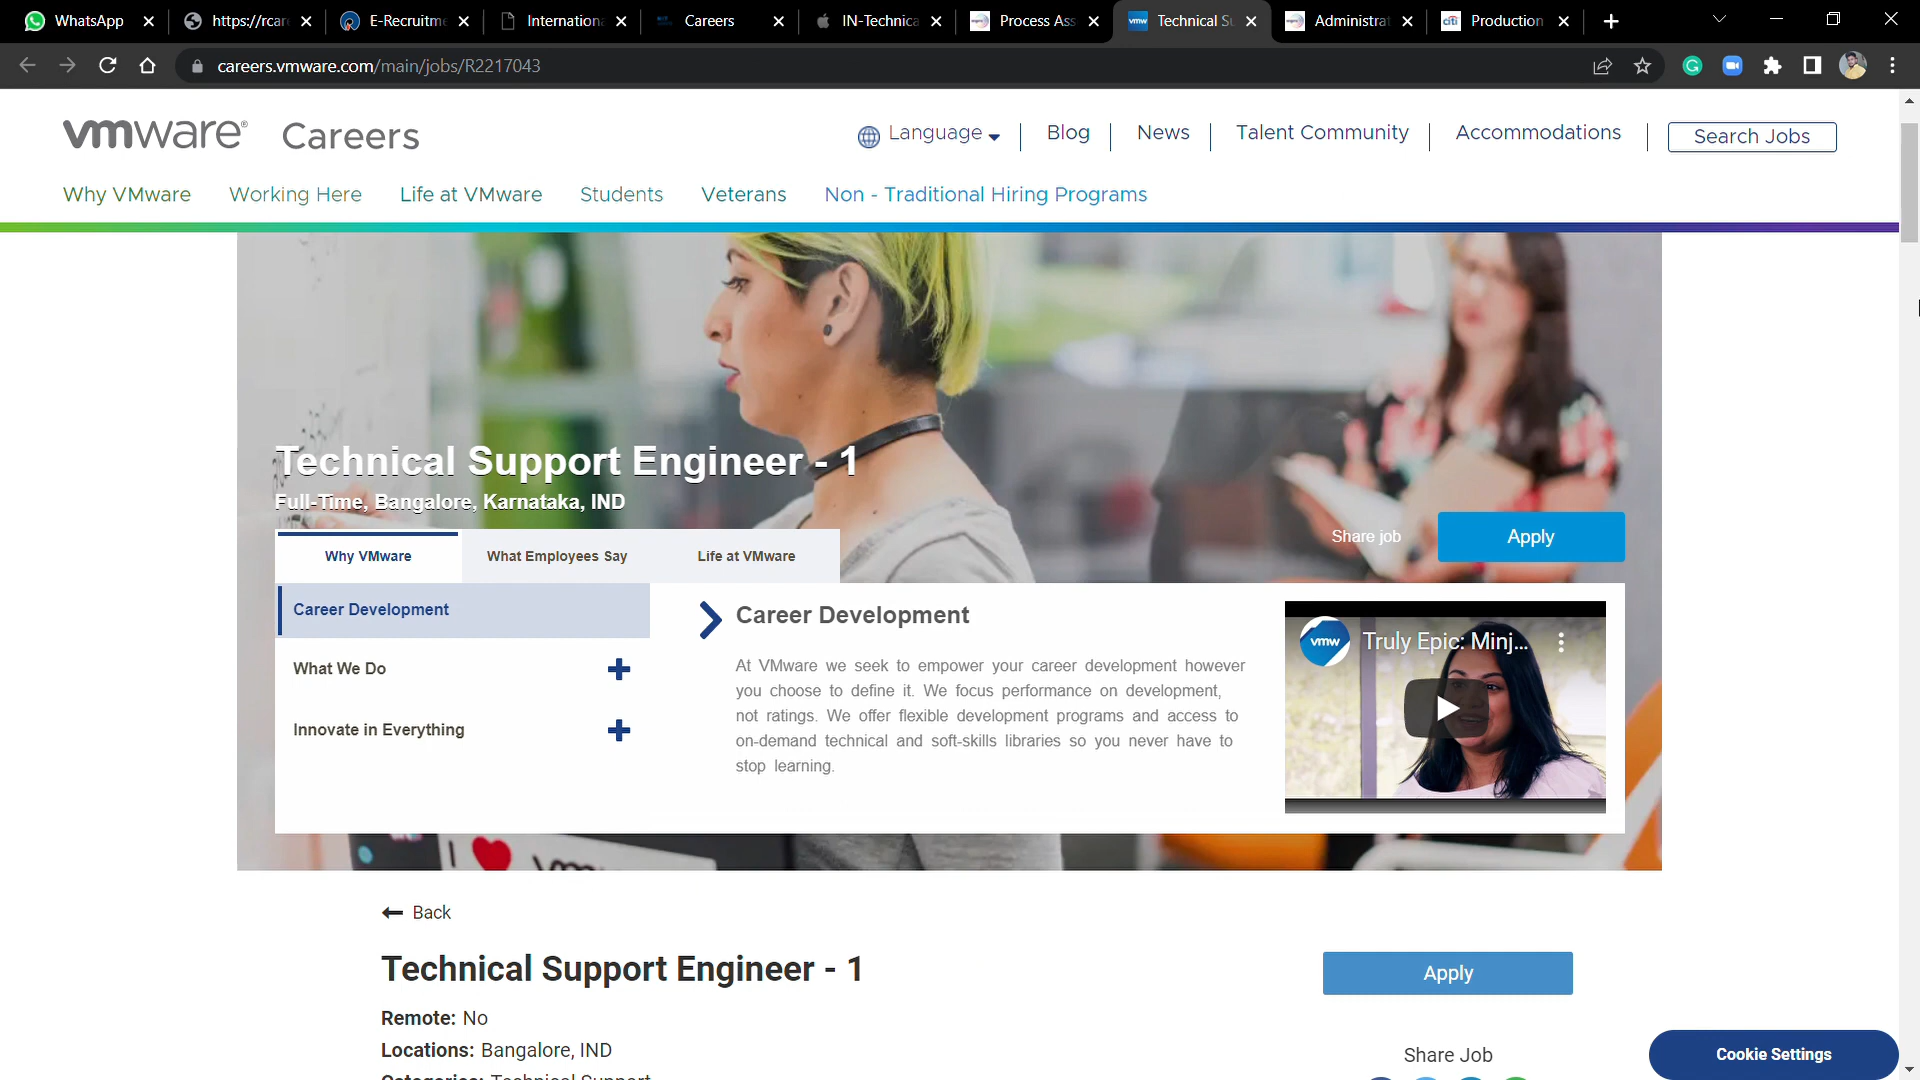 WhatsApp
https://rcar
E-Recruitme
Internationa
Careers
IN-Technica
Process Ass
Technical Su
Administrat
Production
careers.vmware.com/main/jobs/R2217043
vmware® Careers
Language
Blog
News
Talent Community
Accommodations
Search Jobs
Why VMware
Working Here
Life at VMware
Students
Veterans
Non - Traditional Hiring Programs
Technical Support Engineer - 1
Full-Time, Bangalore, Karnataka, IND
Share job
Apply
Why VMware
What Employees Say
Life at VMware
Career Development
What We Do
Innovate in Everything
Career Development
At VMware we seek to empower your career development however
you choose to define it. We focus performance on development,
not ratings. We offer flexible development programs and access to
on-demand technical and soft-skills libraries so you never have to
stop learning.
vmw
Truly Epic: Minj...
Back
Technical Support Engineer - 1
Apply
Remote: No
Locations: Bangalore, IND
Categories: Technical Support
Share Job
Cookie Settings